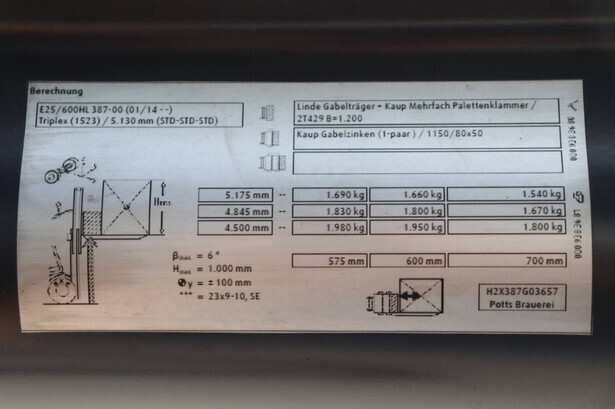 Berechnung
E25/600HL 387-00 (01/14 --)
Triplex (1523) / 5.130 mm (STD-STD-STD)
Linde Gabelträger - Kaup Mehrfach Palettenklammer /
2T429 B=1.200
Kaup Gabelzinken (1-paar) / 1150/80x50
5.175 mm -- 1.690 kg 1.660 kg 1.540 kg
4.845 mm -- 1.830 kg 1.800 kg 1.670 kg
4.500 mm -- 1.980 kg 1.950 kg 1.800 kg
575 mm 600 mm 700 mm
βmax. = 6°
Hmax. = 1.000 mm
y = ± 100 mm
*** = 23x9-10, SE
H2X387G03657
Potts Brauerei